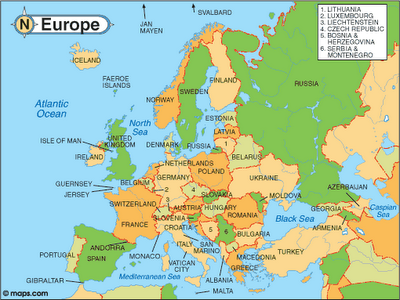 N Europe
JAN MAYEN
SVALBARD
1. LITHUANIA
2. LUXEMBOURG
3. LIECHTENSTEIN
4. CZECH REPUBLIC
5. BOSNIA & HERZEGOVINA
6. SERBIA & MONTENEGRO
ICELAND
FAEROE ISLANDS
FINLAND
RUSSIA
Atlantic Ocean
NORWAY
SWEDEN
North Sea
ESTONIA
LATVIA
ISLE OF MAN
UNITED KINGDOM
DENMARK
RUSSIA
1
IRELAND
NETHERLANDS
BELARUS
GUERNSEY
JERSEY
BELGIUM
GERMANY
POLAND
UKRAINE
2
4
SLOVAKIA
SWITZERLAND
3
AUSTRIA
HUNGARY
MOLDOVA
AZERBAIJAN
FRANCE
SLOVENIA
ROMANIA
GEORGIA
Caspian Sea
CROATIA
5
6
BULGARIA
Black Sea
ARMENIA
PORTUGAL
ANDORRA
SPAIN
MONACO
ITALY
SAN MARINO
MACEDONIA
TURKEY
Mediterranean Sea
VATICAN CITY
ALBANIA
GREECE
GIBRALTAR
MALTA
© maps.com